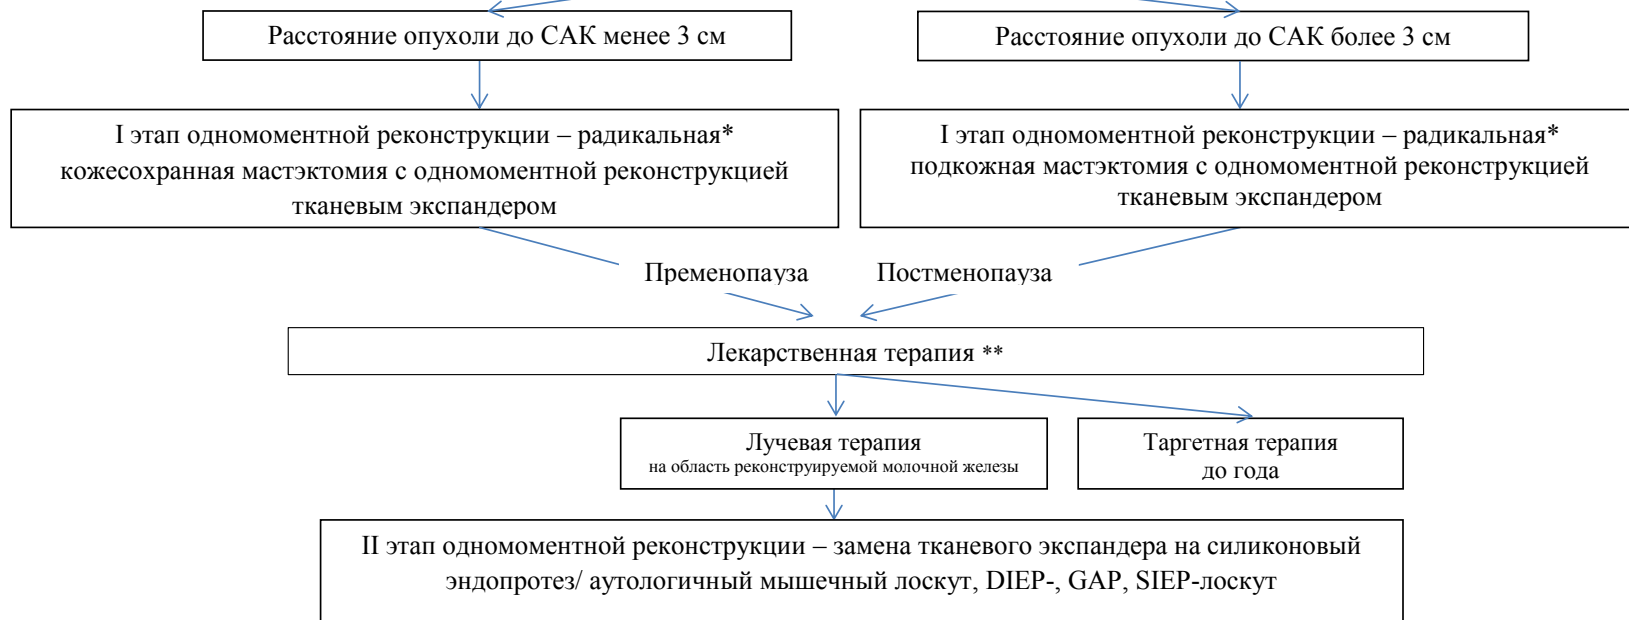 Расстояние опухоли до САК менее 3 см
Расстояние опухоли до САК более 3 см
I этап одномоментной реконструкции – радикальная*
кожесохранная мастэктомия с одномоментной реконструкцией
тканевым экспандером
I этап одномоментной реконструкции – радикальная*
подкожная мастэктомия с одномоментной реконструкцией
тканевым экспандером
Пременопауза
Постменопауза
Лекарственная терапия **
Лучевая терапия
на область реконструируемой молочной железы
Таргетная терапия
до года
II этап одномоментной реконструкции – замена тканевого экспандера на силиконовый
эндопротез/ аутологичный мышечный лоскут, DIEP-, GAP, SIEP-лоскут